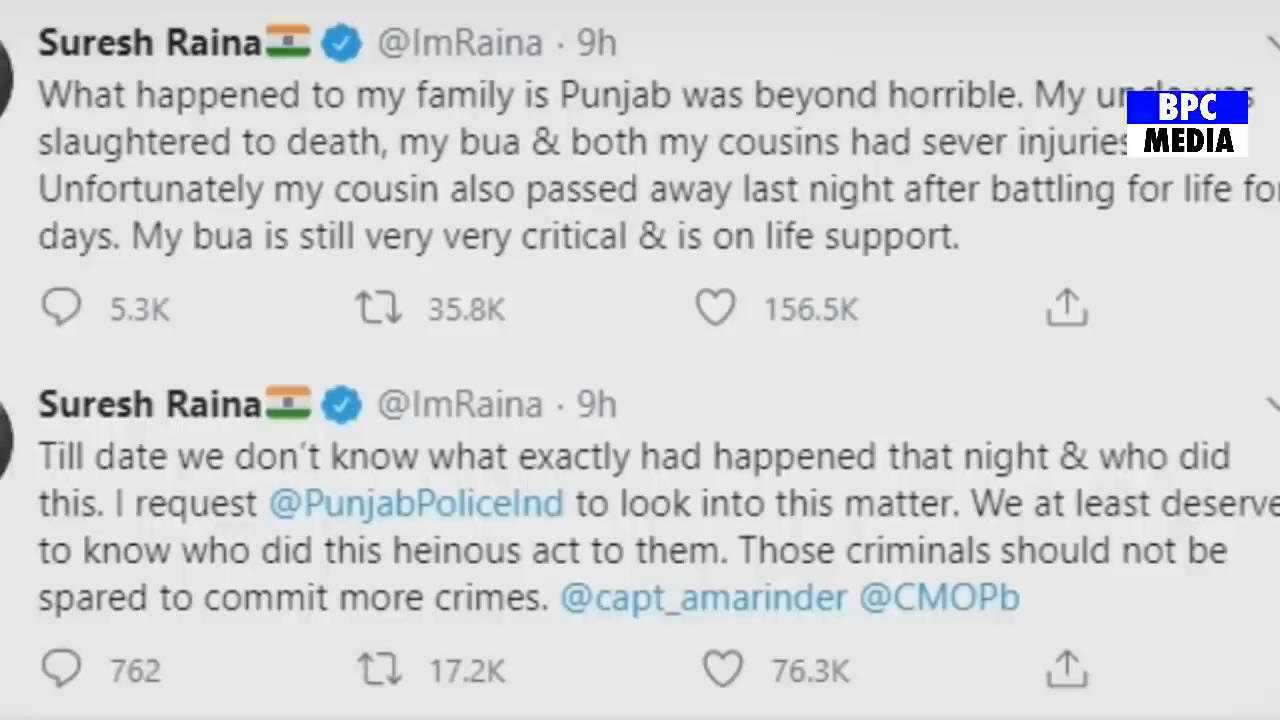 Suresh Raina @ImRaina · 9h
What happened to my family is Punjab was beyond horrible. My
slaughtered to death, my bua & both my cousins had sever injuries
Unfortunately my cousin also passed away last night after battling for life
days. My bua is still very very critical & is on life support.
5.3K 35.8K 156.5K
Suresh Raina @ImRaina · 9h
Till date we don't know what exactly had happened that night & who did
this. I request @PunjabPoliceInd to look into this matter. We at least deserve
to know who did this heinous act to them. Those criminals should not be
spared to commit more crimes. @capt_amarinder @CMOPb
762 17.2K 76.3K
BPC
MEDIA